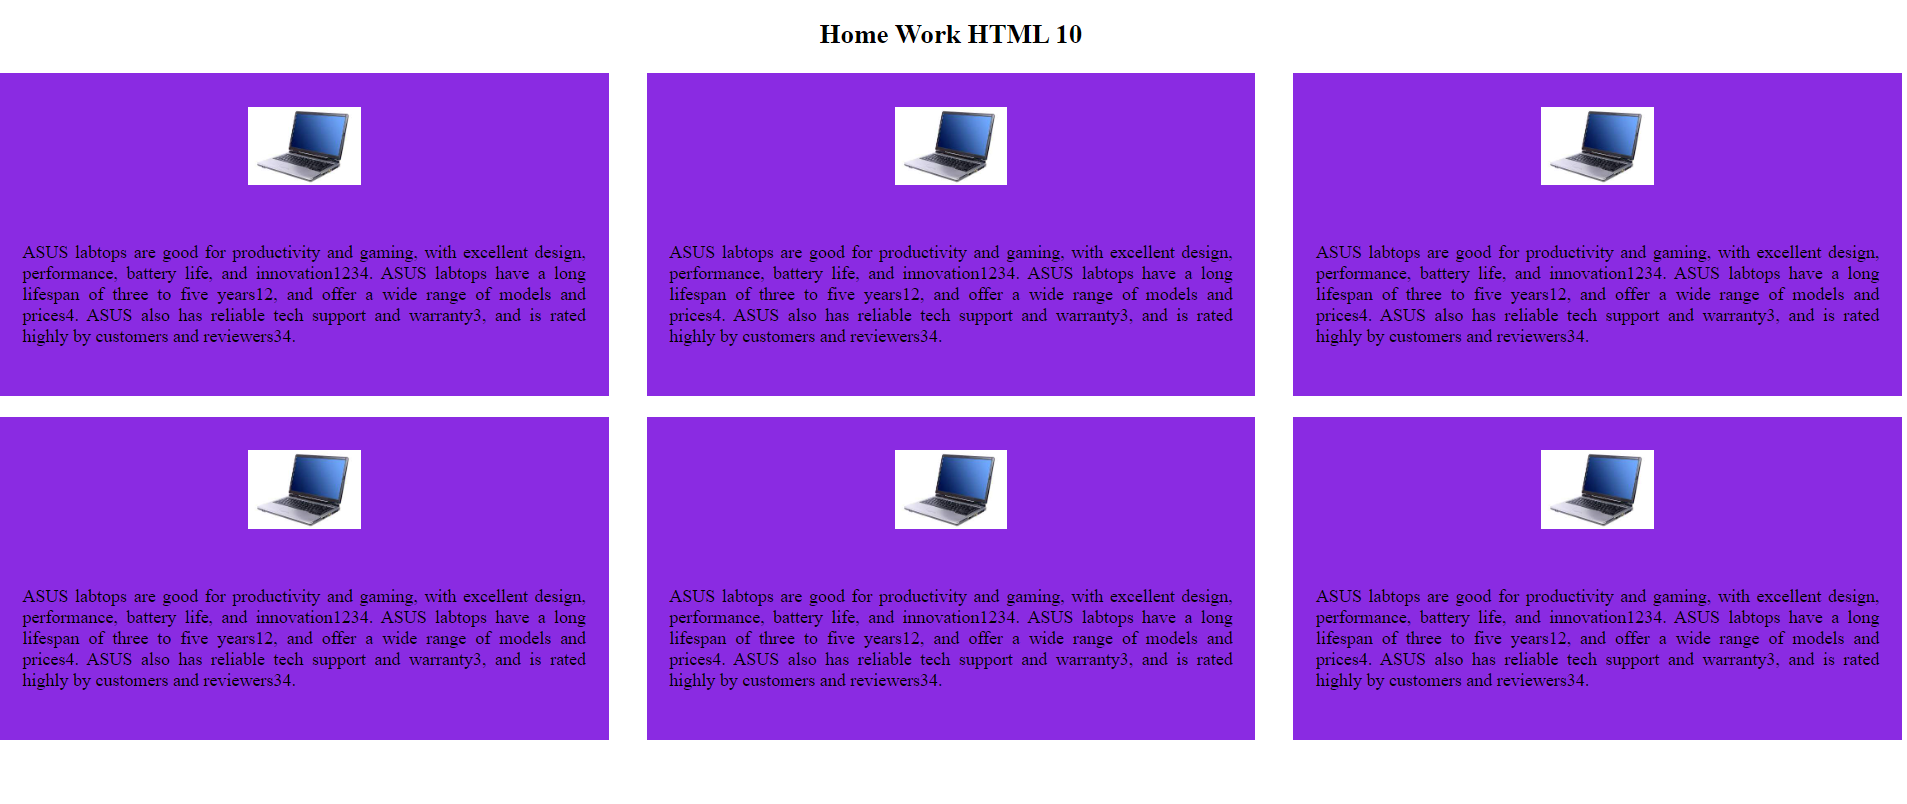 Home Work HTML 10
ASUS labtops are good for productivity and gaming, with excellent design,
performance, battery life, and innovation1234. ASUS labtops have a long
lifespan of three to five years12, and offer a wide range of models and
prices4. ASUS also has reliable tech support and warranty3, and is rated
highly by customers and reviewers34.
ASUS labtops are good for productivity and gaming, with excellent design,
performance, battery life, and innovation1234. ASUS labtops have a long
lifespan of three to five years12, and offer a wide range of models and
prices4. ASUS also has reliable tech support and warranty3, and is rated
highly by customers and reviewers34.
ASUS labtops are good for productivity and gaming, with excellent design,
performance, battery life, and innovation1234. ASUS labtops have a long
lifespan of three to five years12, and offer a wide range of models and
prices4. ASUS also has reliable tech support and warranty3, and is rated
highly by customers and reviewers34.
ASUS labtops are good for productivity and gaming, with excellent design,
performance, battery life, and innovation1234. ASUS labtops have a long
lifespan of three to five years12, and offer a wide range of models and
prices4. ASUS also has reliable tech support and warranty3, and is rated
highly by customers and reviewers34.
ASUS labtops are good for productivity and gaming, with excellent design,
performance, battery life, and innovation1234. ASUS labtops have a long
lifespan of three to five years12, and offer a wide range of models and
prices4. ASUS also has reliable tech support and warranty3, and is rated
highly by customers and reviewers34.
ASUS labtops are good for productivity and gaming, with excellent design,
performance, battery life, and innovation1234. ASUS labtops have a long
lifespan of three to five years12, and offer a wide range of models and
prices4. ASUS also has reliable tech support and warranty3, and is rated
highly by customers and reviewers34.